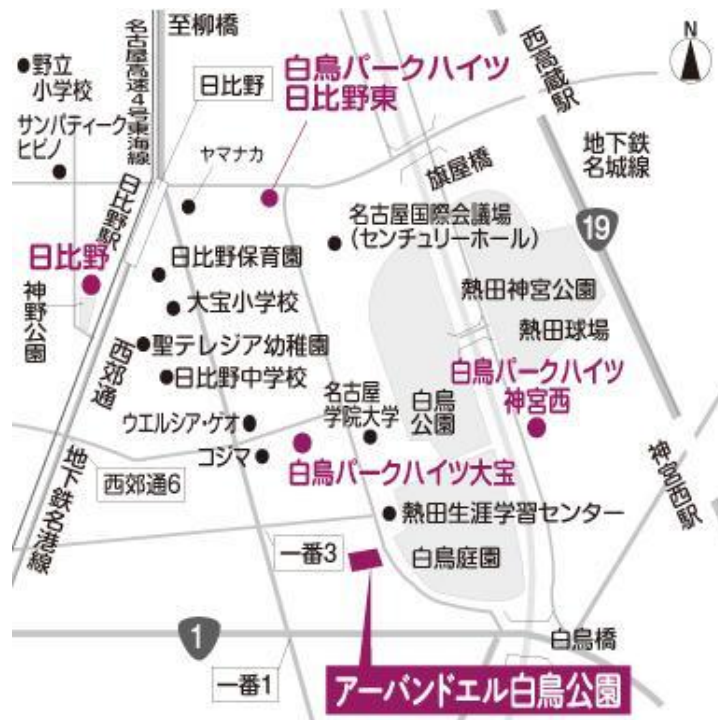 至柳橋
名古屋高速4号東海線
野立
小学校
サンパティーク
ヒビノ
日比野
白鳥パークハイツ
日比野東
ヤマナカ
西高蔵駅
N
地下鉄
名城線
旗屋橋
19
名古屋国際会議場
(センチュリーホール)
日比野駅
日比野
神野公園
日比野保育園
大宝小学校
聖テレジア幼稚園
日比野中学校
西郊通
熱田神宮公園
熱田球場
白鳥パークハイツ
神宮西
名古屋
学院大学
白鳥
公園
ウエルシア・ゲオ
コジマ
白鳥パークハイツ大宝
神宮西駅
地下鉄名港線
西郊通6
熱田生涯学習センター
一番3
白鳥庭園
1
白鳥橋
一番1
アーバンドエル白鳥公園